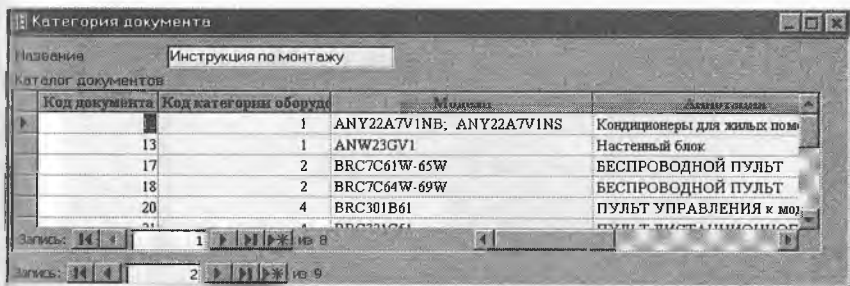 Категория документа
Название Инструкция по монтажу
Каталог документов
Код документа Код категории оборудо Модели Аннотация
1 ANY22A7V1NB; ANY22A7V1NS Кондиционеры для жилых пом
13 1 ANW23GV1 Настенный блок
17 2 BRC7C61W-65W БЕСПРОВОДНОЙ ПУЛЬТ
18 2 BRC7C64W-69W БЕСПРОВОДНОЙ ПУЛЬТ
20 4 BRC301B61 ПУЛЬТ УПРАВЛЕНИЯ к мод
Запись: 1 из 8
Запись: 2 из 9